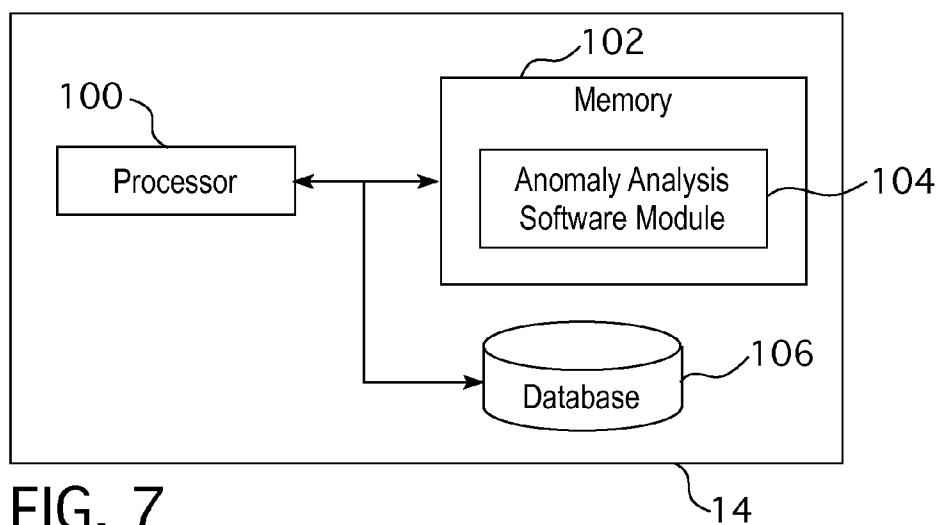 102
100
Memory
Processor
Anomaly Analysis
Software Module
104
106
Database
FIG. 7
14